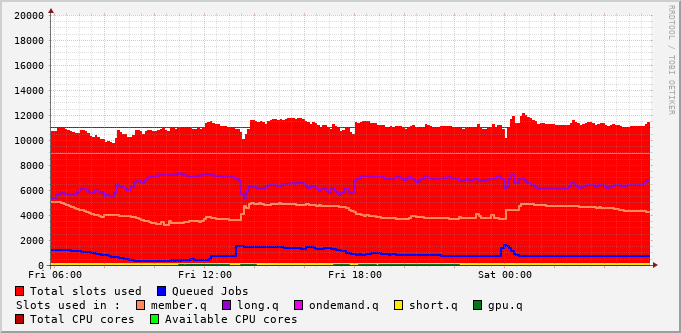 20000
18000
16000
14000
12000
10000
8000
6000
4000
2000
0
Fri 06:00 Fri 12:00 Fri 18:00 Sat 00:00
RRDTOOL / TOBI OETIKER
Total slots used Queued Jobs
Slots used in : member.q long.q ondemand.q short.q gpu.q
Total CPU cores Available CPU cores